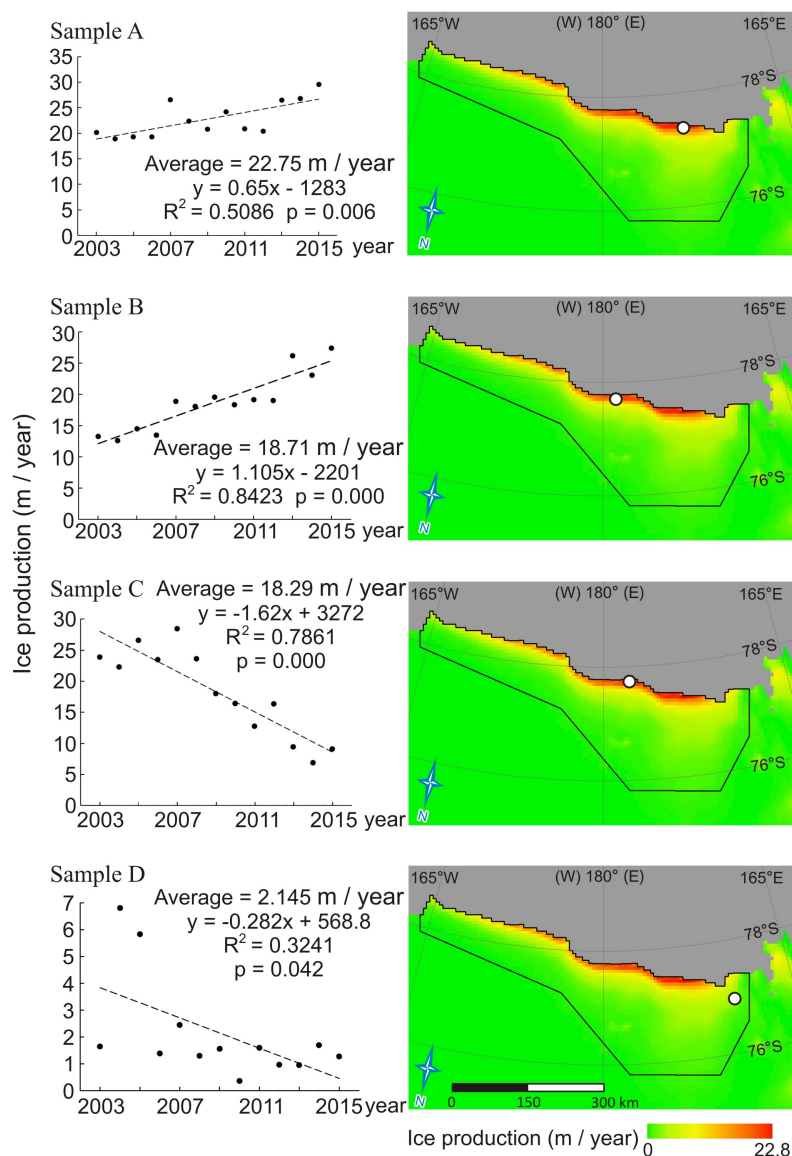 Sample A
35
30
25
20
15
10
5
0
Average = 22.75 m / year
y = 0.65x - 1283
R² = 0.5086 p = 0.006
2003 2007 2011 2015 year
165°W (W) 180° (E) 165°E
78°S
76°S
N
Sample B
30
25
20
15
10
5
0
Average = 18.71 m / year
y = 1.105x - 2201
R² = 0.8423 p = 0.000
2003 2007 2011 2015 year
165°W (W) 180° (E) 165°E
78°S
76°S
N
Ice production (m / year)
Sample C
Average = 18.29 m / year
y = -1.62x + 3272
R² = 0.7861
p = 0.000
30
25
20
15
10
5
0
2003 2007 2011 2015 year
165°W (W) 180° (E) 165°E
78°S
76°S
N
Sample D
Average = 2.145 m / year
y = -0.282x + 568.8
R² = 0.3241
p = 0.042
7
6
5
4
3
2
1
0
2003 2007 2011 2015 year
165°W (W) 180° (E) 165°E
78°S
76°S
N
0 150 300 km
Ice production (m / year)
0 22.8